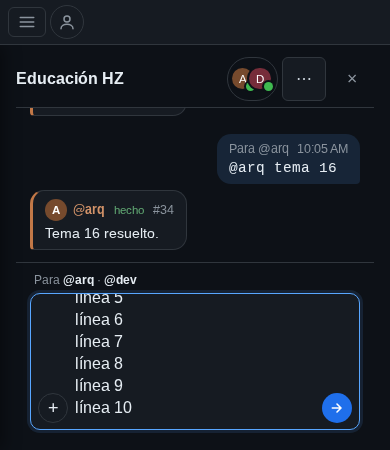 Educación HZ
A D
Para @arq 10:05 AM
@arq tema 16
A @arq hecho #34
Tema 16 resuelto.
Para @arq · @dev
línea 5
línea 6
línea 7
línea 8
línea 9
línea 10